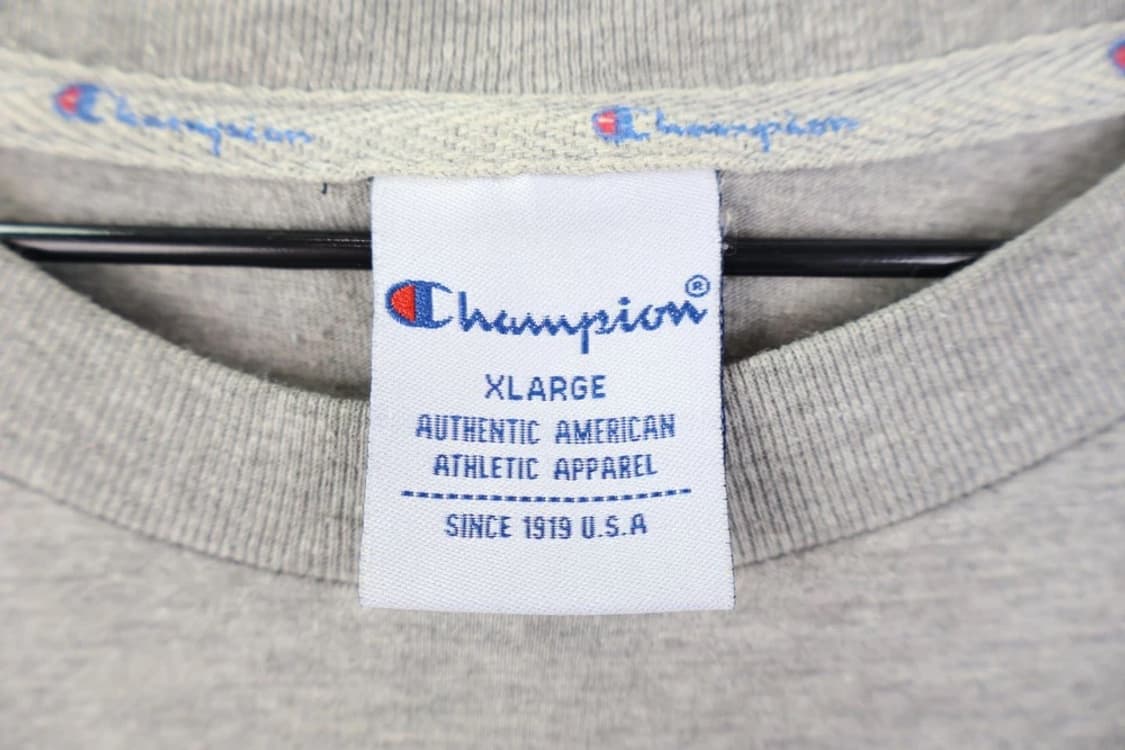 Champion Champion
Champion®
XLARGE
AUTHENTIC AMERICAN
ATHLETIC APPAREL
SINCE 1919 U.S.A